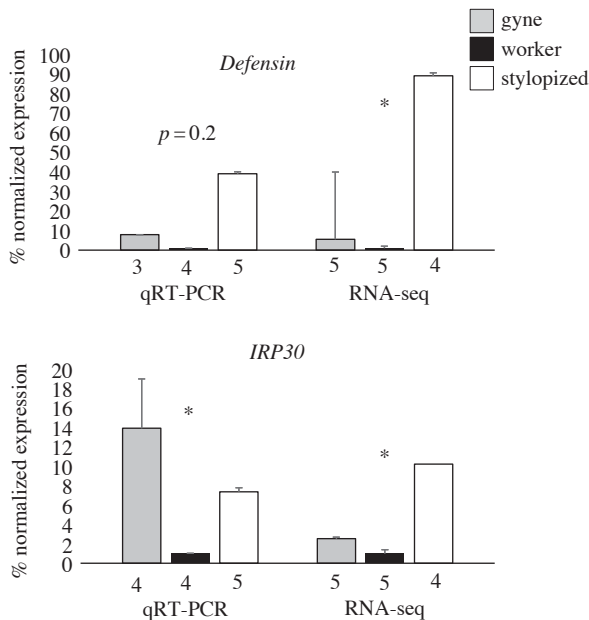 gyne
worker
stylopized
Defensin
% normalized expression
100
90
80
70
60
50
40
30
20
10
0
p = 0.2
*
3 4 5 5 5 4
qRT-PCR RNA-seq
IRP30
% normalized expression
20
18
16
14
12
10
8
6
4
2
0
* 
*
4 4 5 5 5 4
qRT-PCR RNA-seq